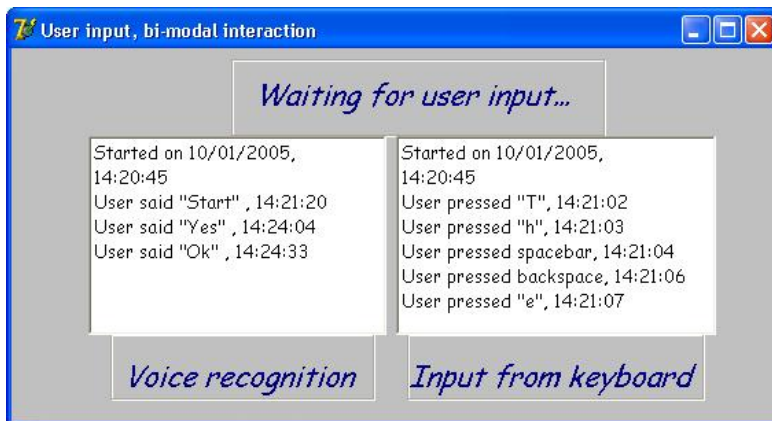 User input, bi-modal interaction
Waiting for user input...
Started on 10/01/2005,
14:20:45
User said "Start" , 14:21:20
User said "Yes" , 14:24:04
User said "Ok" , 14:24:33
Started on 10/01/2005,
14:20:45
User pressed "T", 14:21:02
User pressed "h", 14:21:03
User pressed spacebar, 14:21:04
User pressed backspace, 14:21:06
User pressed "e", 14:21:07
Voice recognition
Input from keyboard